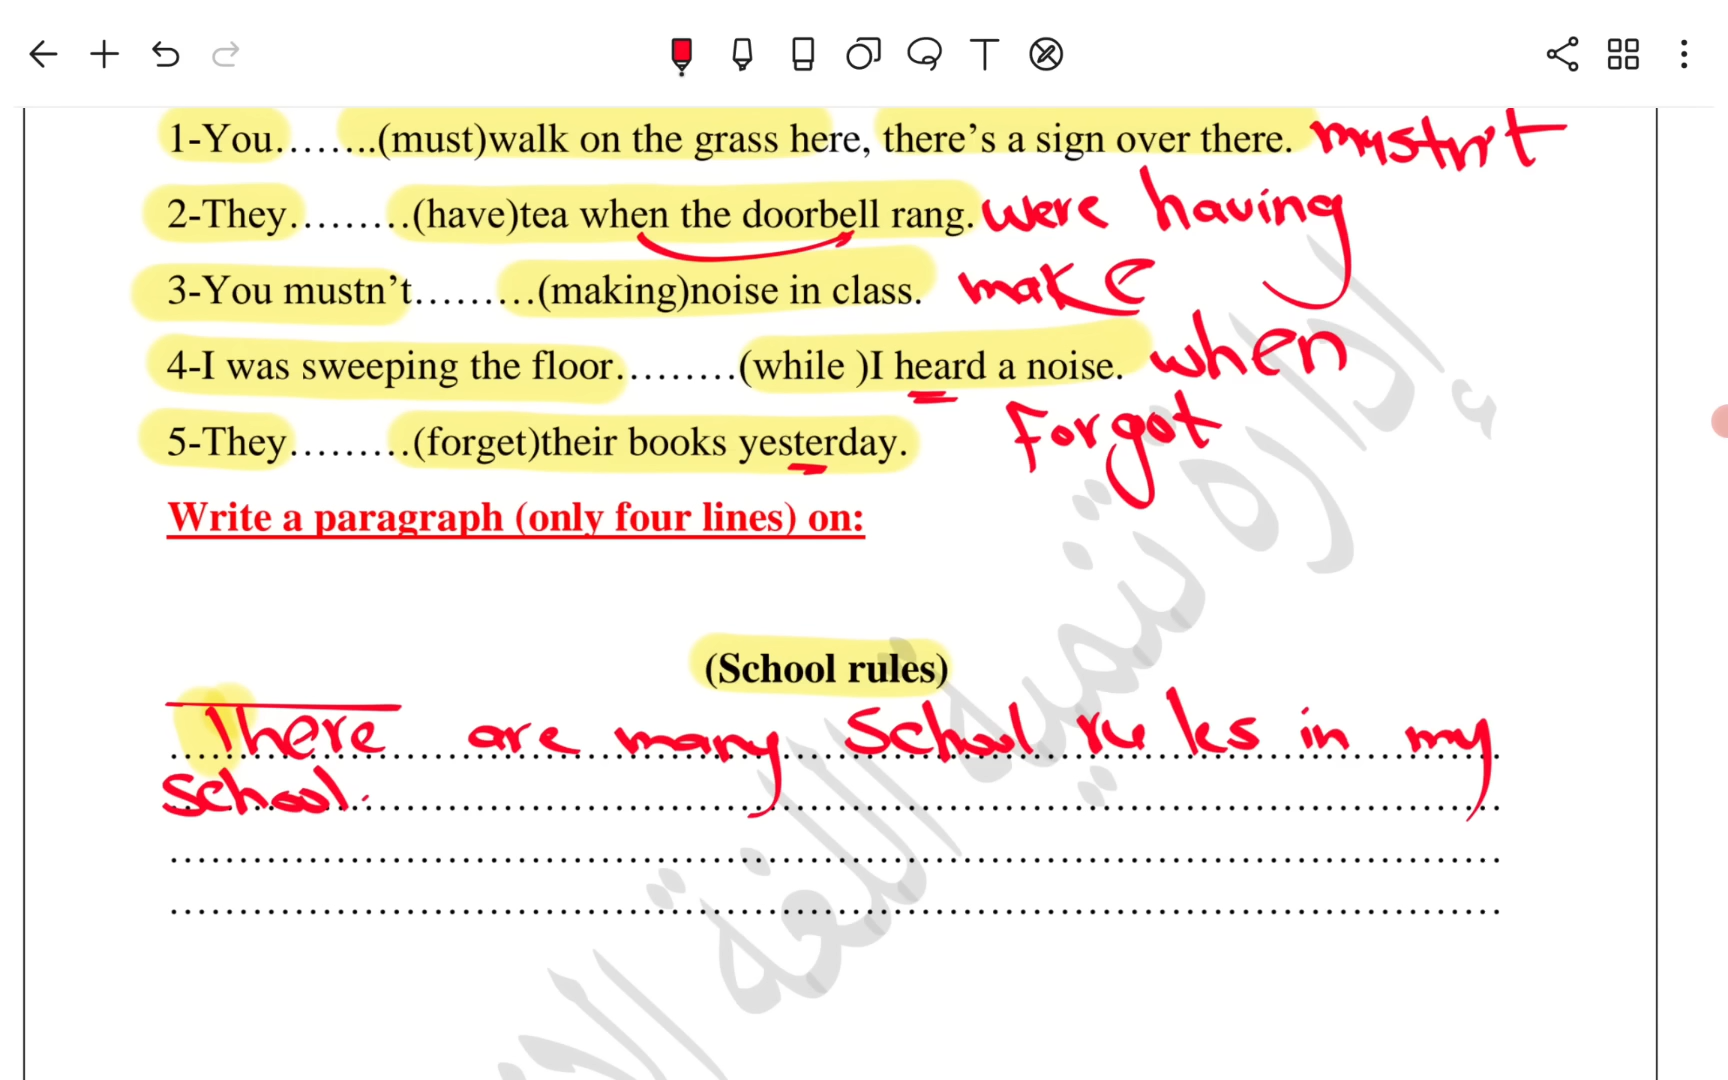 1-You........(must)walk on the grass here, there's a sign over there. mustn't
2-They.........(have)tea when the doorbell rang. were having
3-You mustn't.........(making)noise in class. make
4-I was sweeping the floor.........(while )I heard a noise. when
5-They.........(forget)their books yesterday. Forgot
Write a paragraph (only four lines) on:
(School rules)
There are many School rules in my
School.
إدارة تنمية اللغة